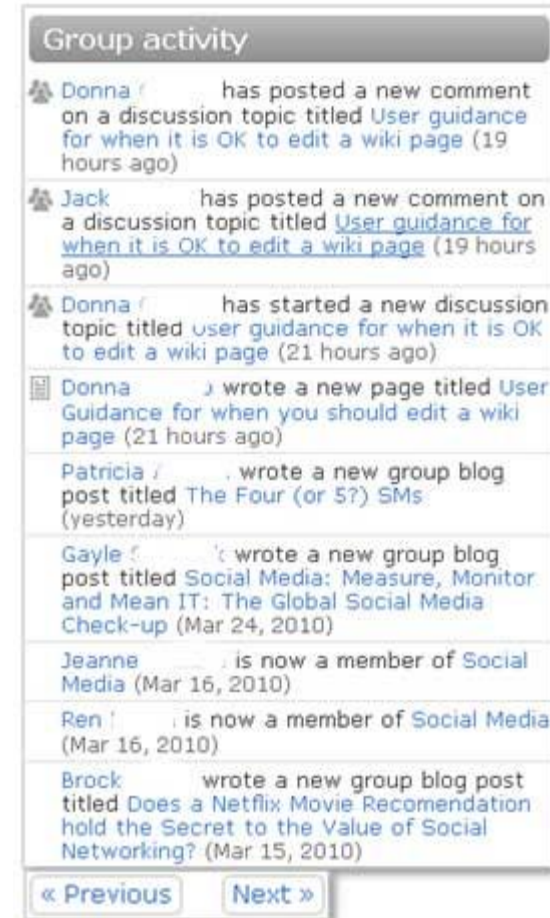 Group activity
Donna has posted a new comment
on a discussion topic titled User guidance
for when it is OK to edit a wiki page (19
hours ago)
Jack has posted a new comment on
a discussion topic titled User guidance for
when it is OK to edit a wiki page (19 hours
ago)
Donna has started a new discussion
topic titled User guidance for when it is OK
to edit a wiki page (21 hours ago)
Donna wrote a new page titled User
Guidance for when you should edit a wiki
page (21 hours ago)
Patricia wrote a new group blog
post titled The Four (or 5?) SMs
(yesterday)
Gayle wrote a new group blog
post titled Social Media: Measure, Monitor
and Mean IT: The Global Social Media
Check-up (Mar 24, 2010)
Jeanne is now a member of Social
Media (Mar 16, 2010)
Ren is now a member of Social Media
(Mar 16, 2010)
Brock wrote a new group blog post
titled Does a Netflix Movie Recomendation
hold the Secret to the Value of Social
Networking? (Mar 15, 2010)
« Previous Next »